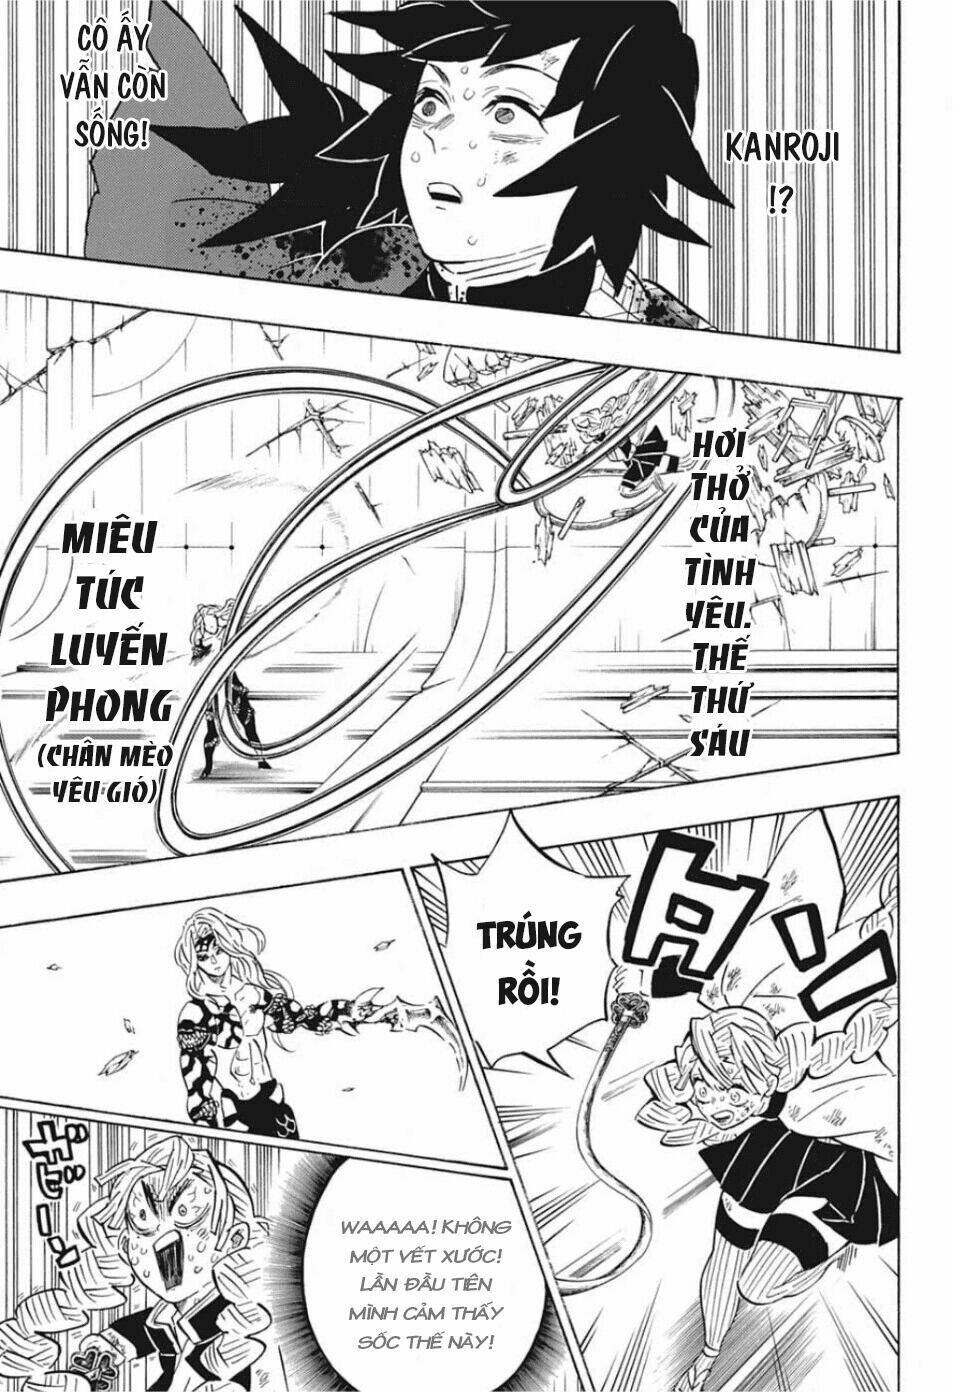 KANROJI
!?
CÔ ẤY
VẪN CÒN
SỐNG!
HƠI
THỞ
CỦA
TÌNH
YÊU.
THẾ
THỨ
SÁU
MIÊU
TÚC
LUYẾN
PHONG
(CHÂN MÈO
YÊU GIÓ)
TRÚNG
RỒI!
WAAAAA! KHÔNG
MỘT VẾT XƯỚC!
LẦN ĐẦU TIÊN
MÌNH CẢM THẤY
SỐC THẾ NÀY!